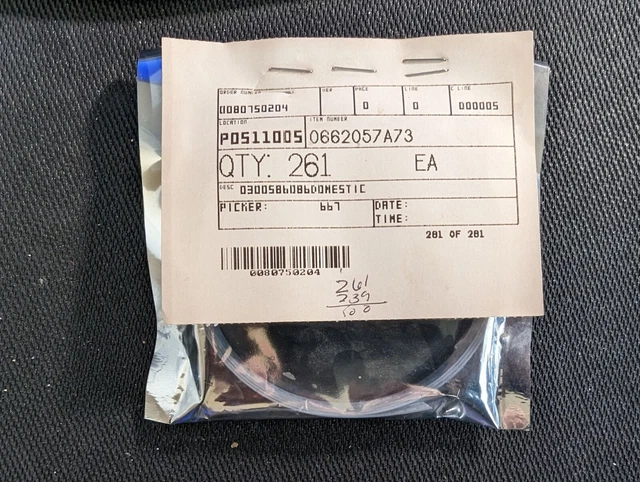 ORDER NUMBER PAGE LINE C LINE
0080750204 0 0 000005
LOCATION ITEM NUMBER
P0511005 0662057A73
QTY: 261 EA
DESC 0300586D86DOMESTIC
PICKER: 667 DATE:
TIME:
281 OF 281
0080750204
261
239
500